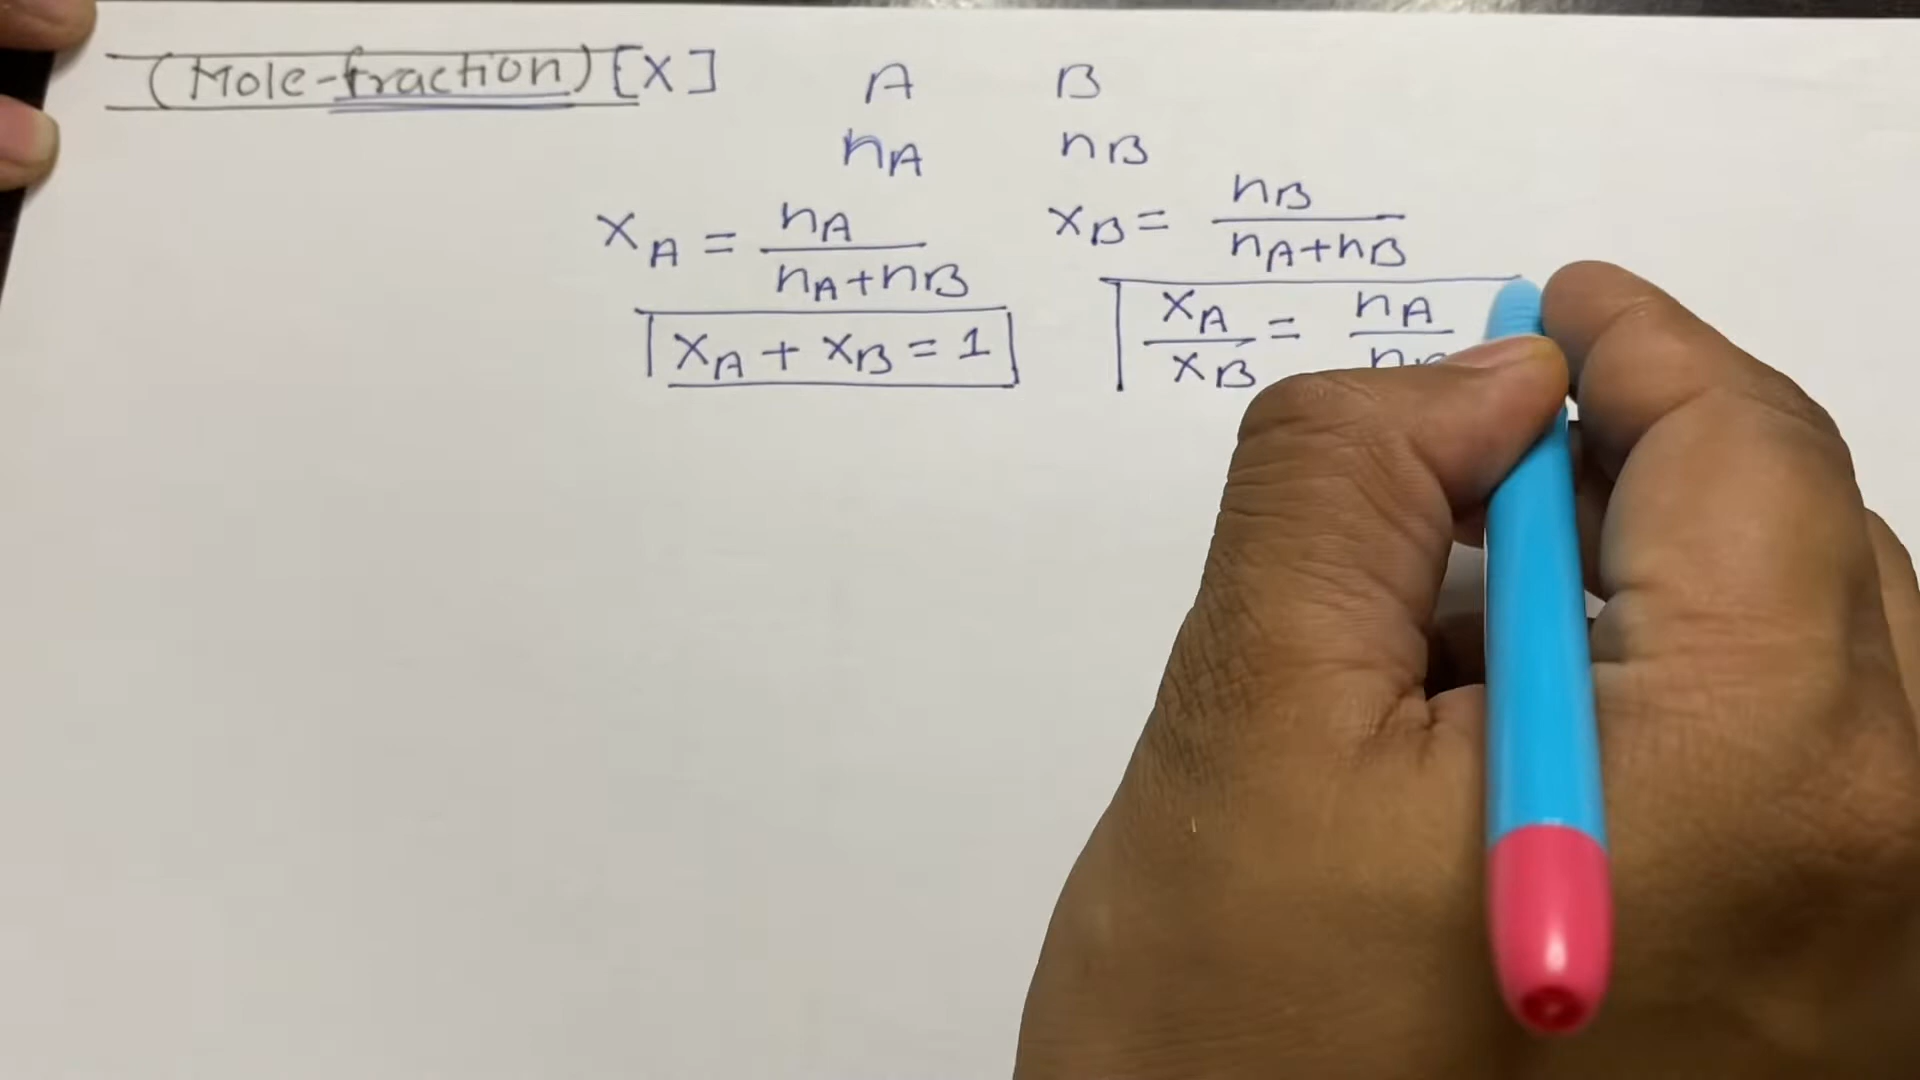 (Mole-fraction) [X] A B
nA nB
xA = nA / nA+nB xB = nB / nA+nB
xA + xB = 1 xA / xB = nA /